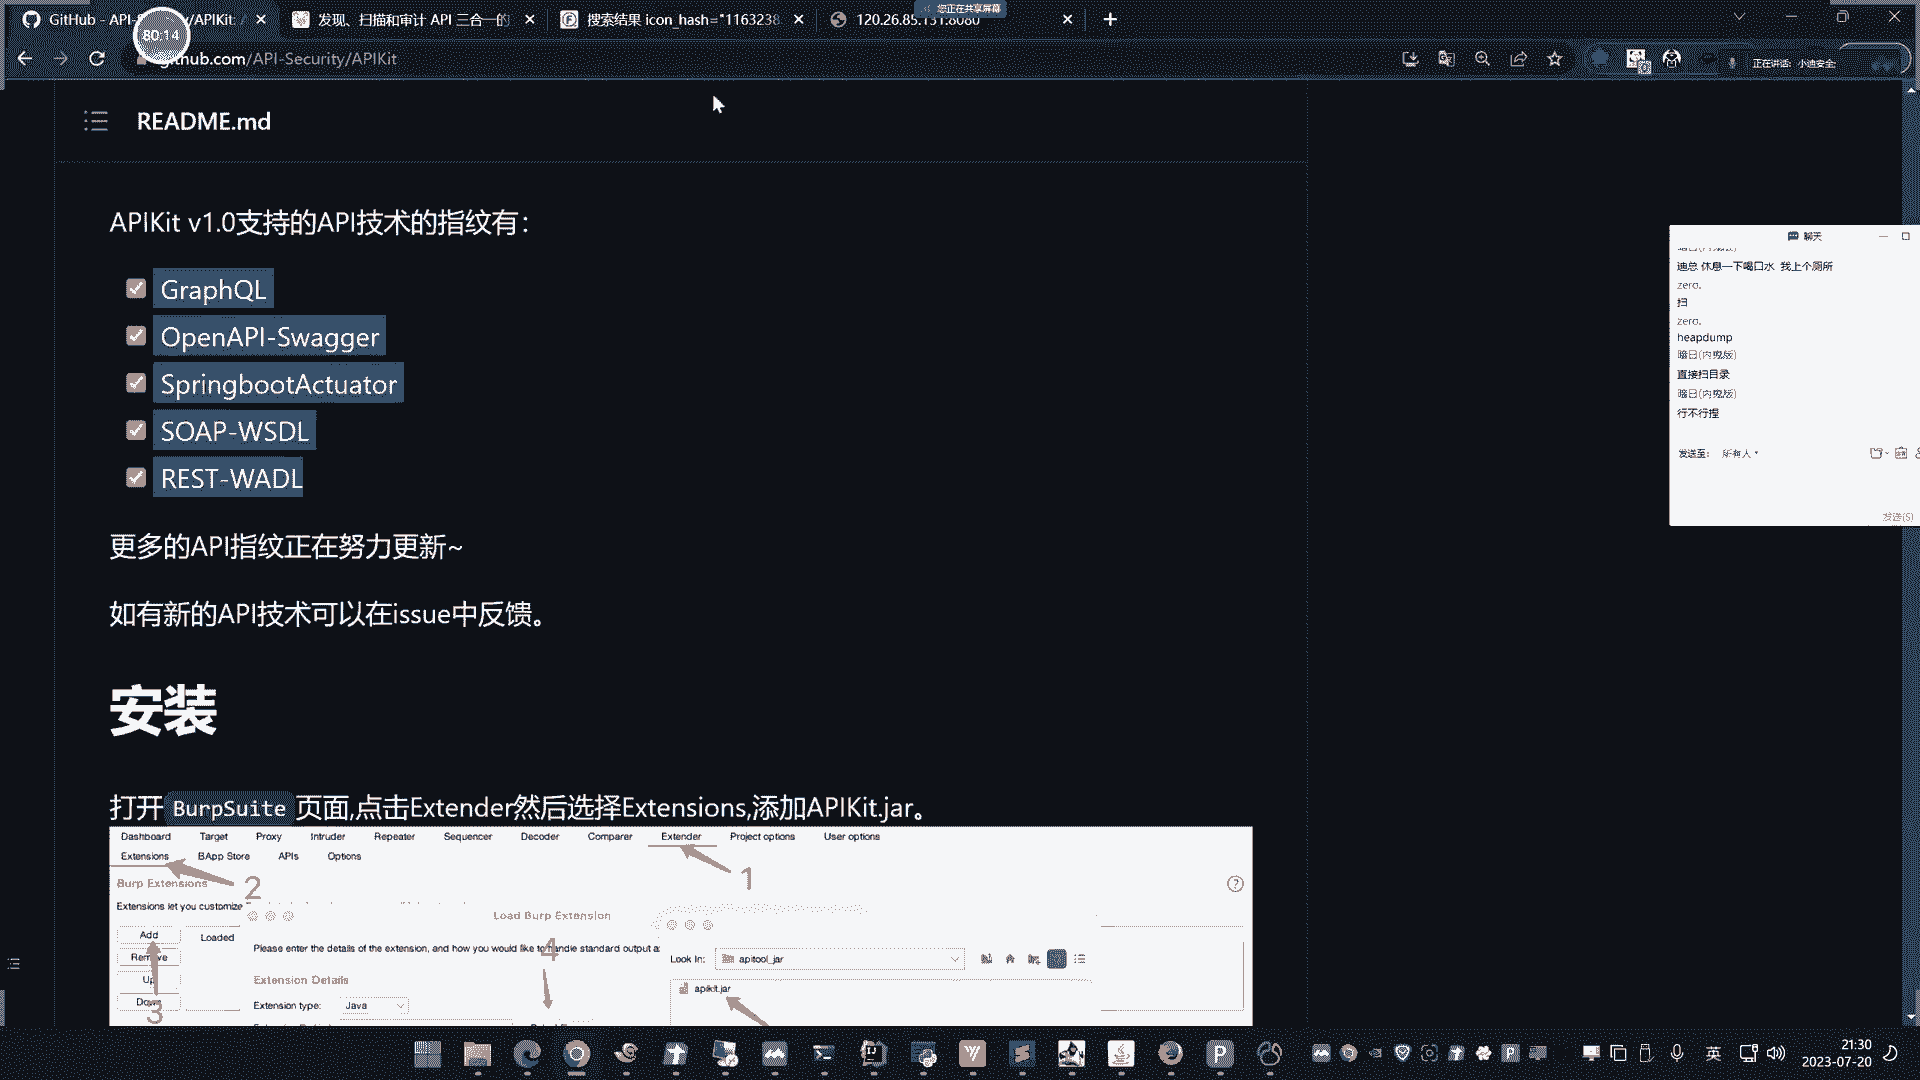 GitHub - API-Security/APIKit:
发现、扫描和审计 API 三合一的
搜索结果 icon_hash="1163238
120.26.85.131:8080
您正在共享屏幕
80:14
github.com/API-Security/APIKit
正在讲话: 小迪安全;
README.md
APIKit v1.0支持的API技术的指纹有：
GraphQL
OpenAPI-Swagger
SpringbootActuator
SOAP-WSDL
REST-WADL
更多的API指纹正在努力更新~
如有新的API技术可以在issue中反馈。
安装
打开 BurpSuite 页面,点击Extender然后选择Extensions,添加APIKit.jar。
Dashboard Target Proxy Intruder Repeater Sequencer Decoder Comparer Extender Project options User options
Extensions BApp Store APIs Options
1
2
Burp Extensions
Extensions let you customize
Load Burp Extension
Add
Loaded
Please enter the details of the extension, and how you would like to handle standard output a
4
Look In: apitool_jar
Remove
Extension Details
Up
apikit.jar
Down
Extension type: Java
3
聊天
迪总 休息一下喝口水 我上个厕所
zero.
扫
zero.
heapdump
暗日(内鬼版)
直接扫目录
暗日(内鬼版)
行不行捏
发送至: 所有人
发送(S)
英
21:30
2023-07-20